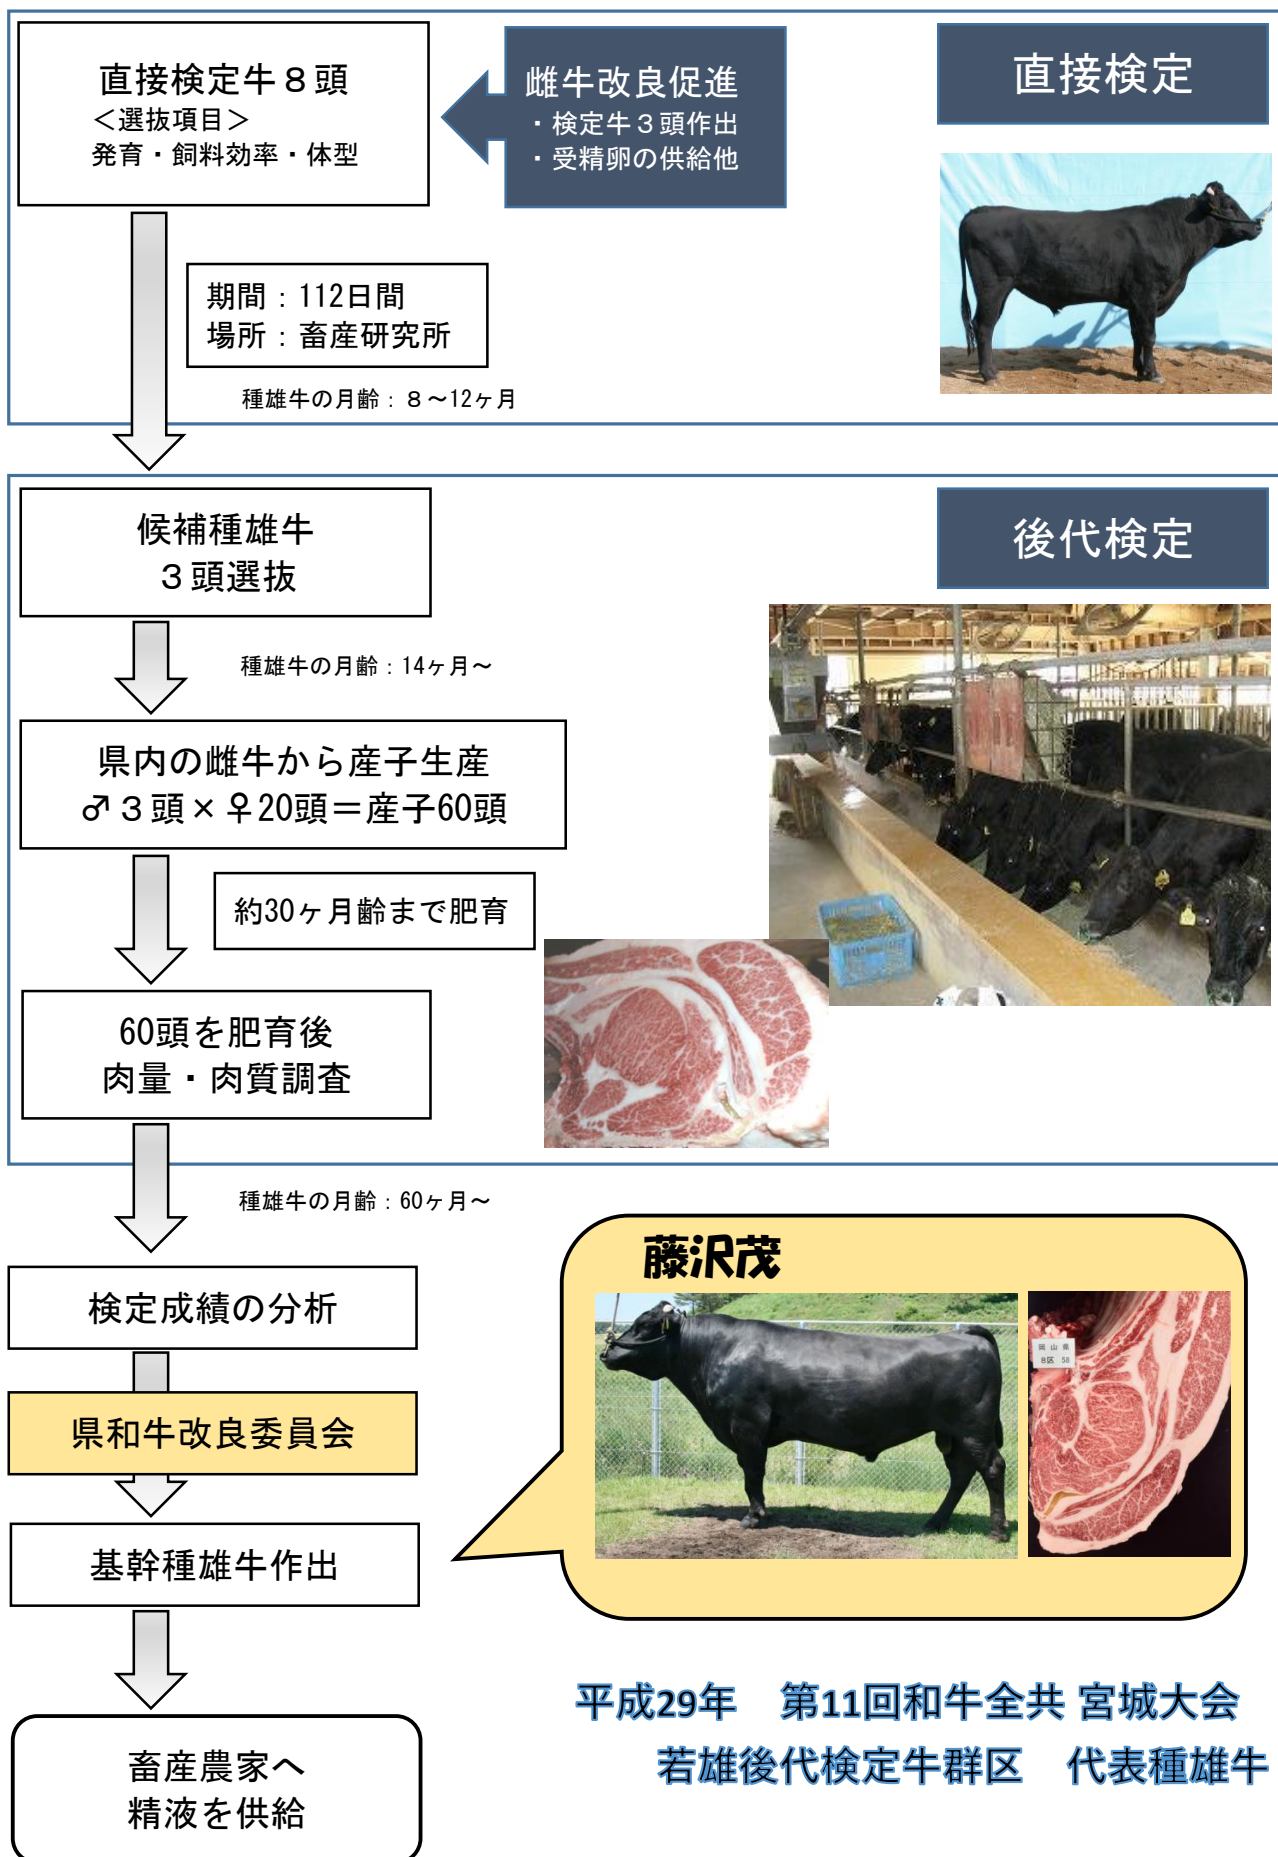 直接検定牛８頭
＜選抜項目＞
発育・飼料効率・体型
雌牛改良促進
・検定牛３頭作出
・受精卵の供給他
直接検定
期間：112日間
場所：畜産研究所
種雄牛の月齢：８～12ヶ月
候補種雄牛
３頭選抜
後代検定
種雄牛の月齢：14ヶ月～
県内の雌牛から産子生産
♂３頭×♀20頭＝産子60頭
約30ヶ月齢まで肥育
60頭を肥育後
肉量・肉質調査
種雄牛の月齢：60ヶ月～
検定成績の分析
県和牛改良委員会
基幹種雄牛作出
畜産農家へ
精液を供給
藤沢茂
岡山県
8区 58
平成29年　第11回和牛全共 宮城大会
若雄後代検定牛群区　代表種雄牛